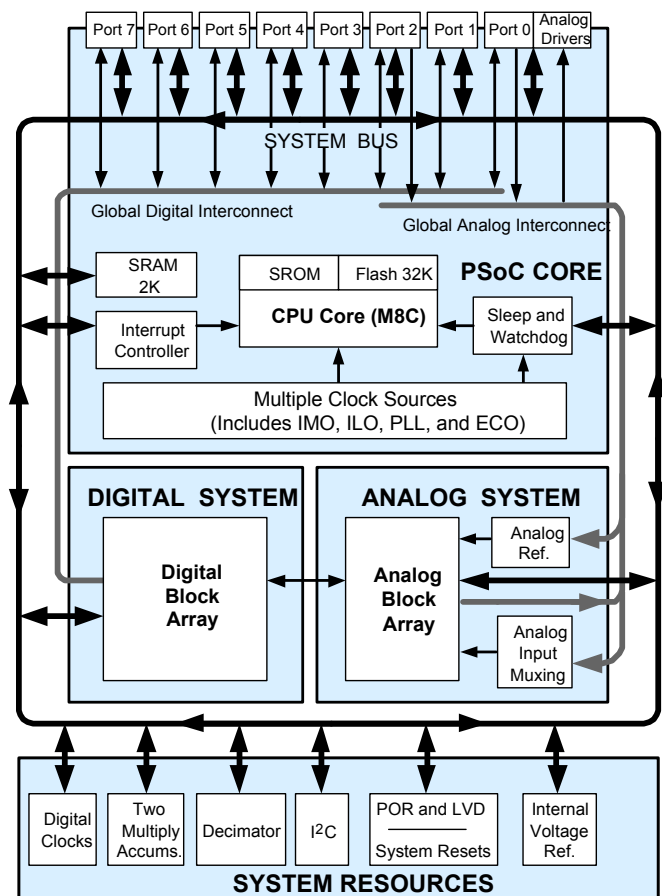 Port 7 Port 6 Port 5 Port 4 Port 3 Port 2 Port 1 Port 0 Analog
Drivers
SYSTEM BUS
Global Digital Interconnect
Global Analog Interconnect
SRAM
2K
SROM Flash 32K
CPU Core (M8C)
PSoC CORE
Interrupt
Controller
Sleep and
Watchdog
Multiple Clock Sources
(Includes IMO, ILO, PLL, and ECO)
DIGITAL SYSTEM
Digital
Block
Array
ANALOG SYSTEM
Analog
Block
Array
Analog
Ref.
Analog
Input
Muxing
Digital
Clocks
Two
Multiply
Accums.
Decimator
I²C
POR and LVD
System Resets
Internal
Voltage
Ref.
SYSTEM RESOURCES